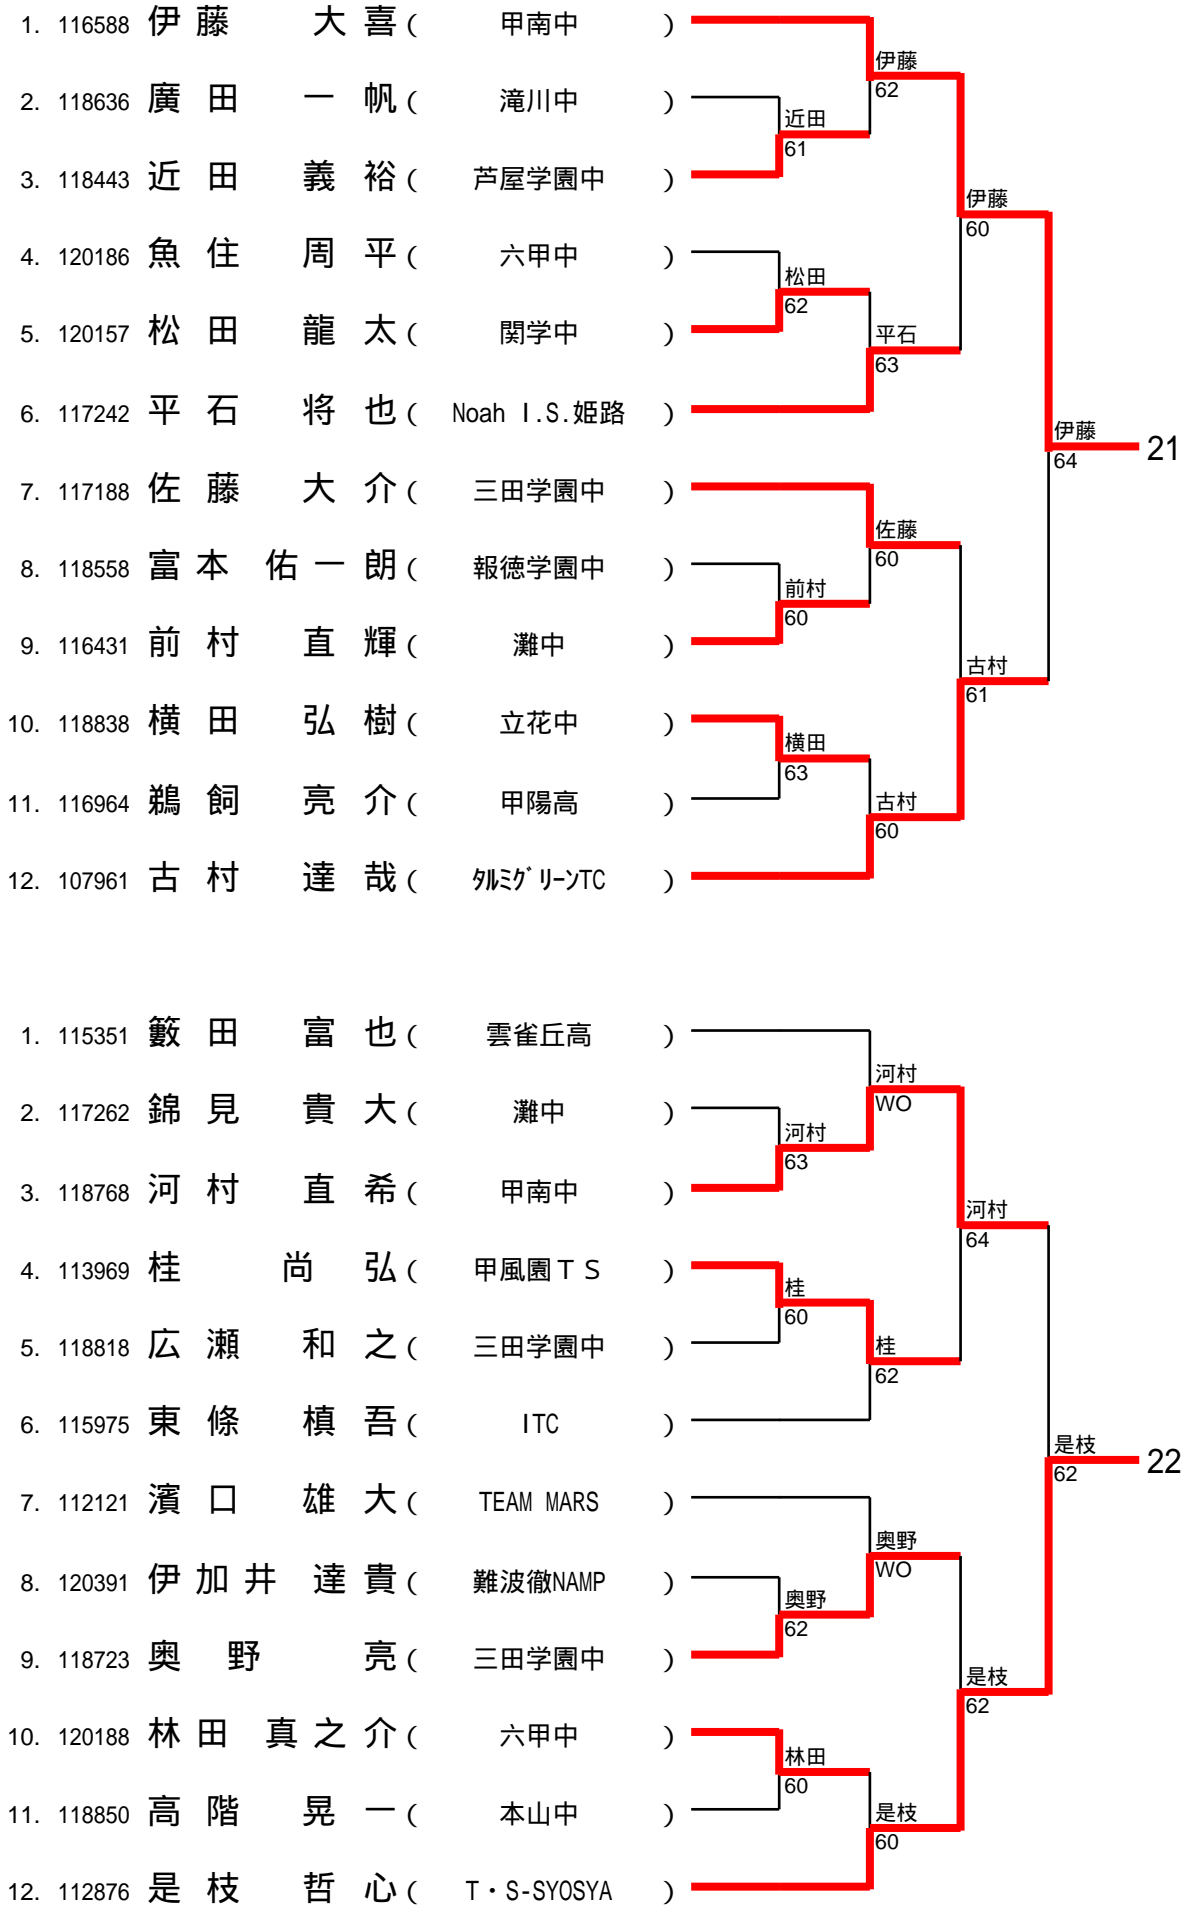 1. 116588 伊藤 大喜 ( 甲南中 )
伊藤
62
2. 118636 廣田 一帆 ( 滝川中 )
近田
61
3. 118443 近田 義裕 ( 芦屋学園中 )
伊藤
60
4. 120186 魚住 周平 ( 六甲中 )
松田
62
5. 120157 松田 龍太 ( 関学中 )
平石
63
6. 117242 平石 将也 ( Noah I.S.姫路 )
伊藤
64
21
7. 117188 佐藤 大介 ( 三田学園中 )
佐藤
60
8. 118558 富本 佑一朗 ( 報徳学園中 )
前村
60
9. 116431 前村 直輝 ( 灘中 )
古村
61
10. 118838 横田 弘樹 ( 立花中 )
横田
63
11. 116964 鵜飼 亮介 ( 甲陽高 )
古村
60
12. 107961 古村 達哉 ( ﾀﾙﾐｸﾞﾘｰﾝTC )
1. 115351 籔田 富也 ( 雲雀丘高 )
河村
WO
2. 117262 錦見 貴大 ( 灘中 )
河村
63
3. 118768 河村 直希 ( 甲南中 )
河村
64
4. 113969 桂 尚弘 ( 甲風園ＴＳ )
桂
60
5. 118818 広瀬 和之 ( 三田学園中 )
桂
62
6. 115975 東條 槙吾 ( ITC )
是枝
62
22
7. 112121 濱口 雄大 ( TEAM MARS )
奥野
WO
8. 120391 伊加井 達貴 ( 難波徹NAMP )
奥野
62
9. 118723 奥野 亮 ( 三田学園中 )
是枝
62
10. 120188 林田 真之介 ( 六甲中 )
林田
60
11. 118850 高階 晃一 ( 本山中 )
是枝
60
12. 112876 是枝 哲心 ( T・S-SYOSYA )